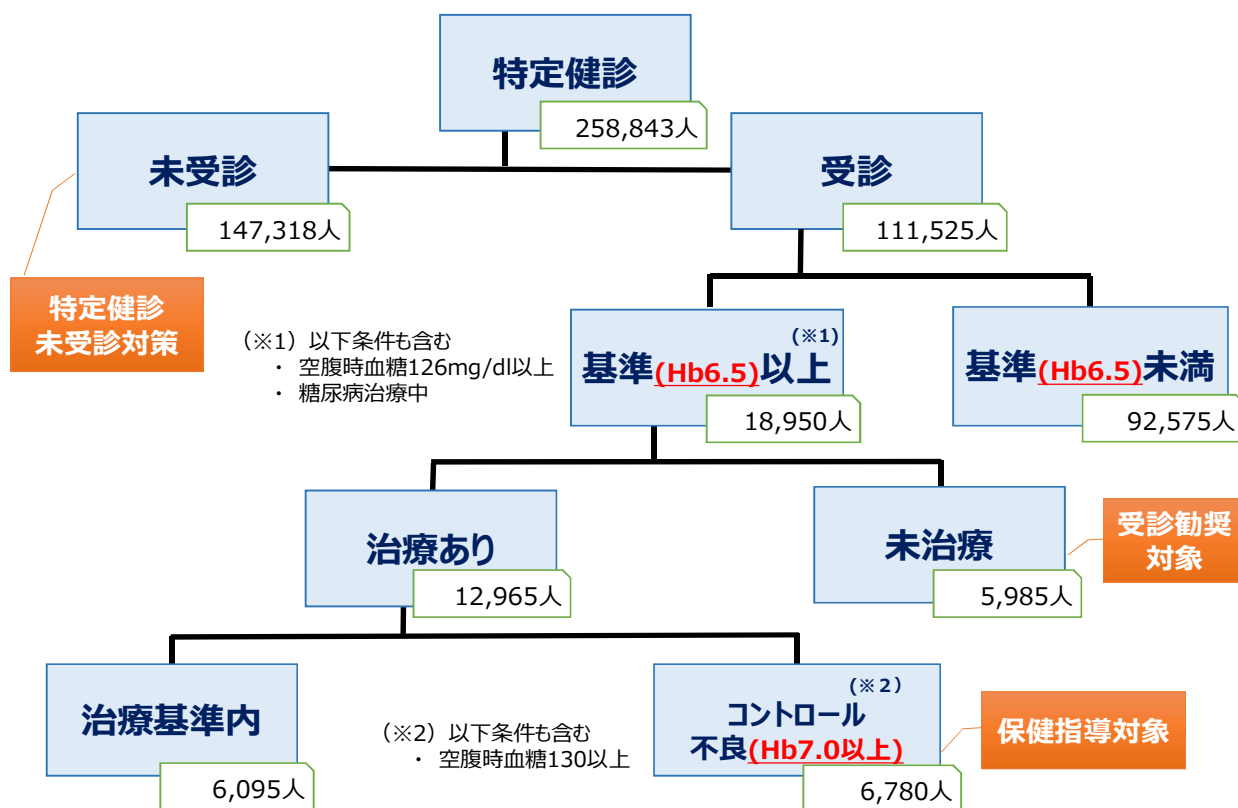 特定健診
258,843人
未受診
147,318人
受診
111,525人
特定健診
未受診対策
（※1）以下条件も含む
・ 空腹時血糖126mg/dl以上
・ 糖尿病治療中
(※1)
基準(Hb6.5)以上
18,950人
基準(Hb6.5)未満
92,575人
治療あり
12,965人
未治療
5,985人
受診勧奨
対象
治療基準内
6,095人
（※2）以下条件も含む
・ 空腹時血糖130以上
(※２)
コントロール
不良(Hb7.0以上)
6,780人
保健指導対象